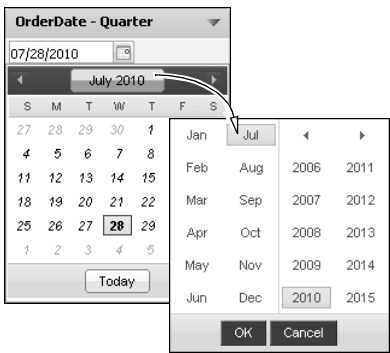 OrderDate - Quarter
07/28/2010
July 2010
S M T W T F S
27 28 29 30 1
4 5 6 7 8
11 12 13 14 15
18 19 20 21 22
25 26 27 28 29
1 2 3 4 5
Today
Jan Jul
Feb Aug 2006 2011
Mar Sep 2007 2012
Apr Oct 2008 2013
May Nov 2009 2014
Jun Dec 2010 2015
OK Cancel